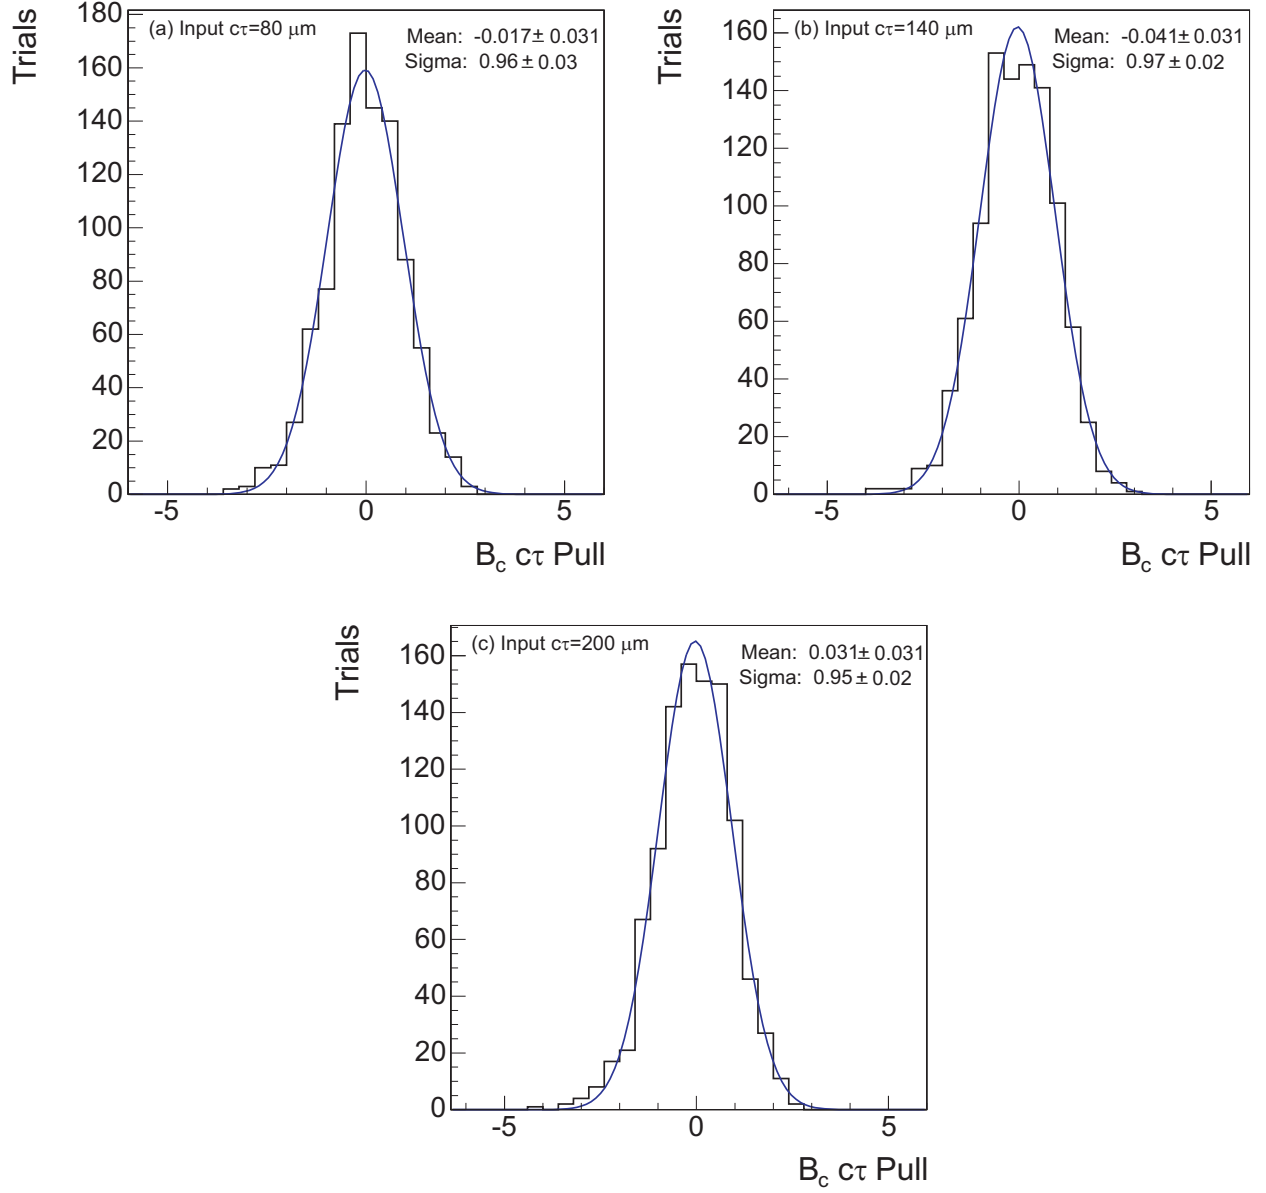 Trials
(a) Input cτ=80 μm
Mean: -0.017± 0.031
Sigma: 0.96 ± 0.03
180
160
140
120
100
80
60
40
20
0
-5 0 5
B_c cτ Pull
Trials
(b) Input cτ=140 μm
Mean: -0.041± 0.031
Sigma: 0.97 ± 0.02
160
140
120
100
80
60
40
20
0
-5 0 5
B_c cτ Pull
Trials
(c) Input cτ=200 μm
Mean: 0.031± 0.031
Sigma: 0.95 ± 0.02
160
140
120
100
80
60
40
20
0
-5 0 5
B_c cτ Pull